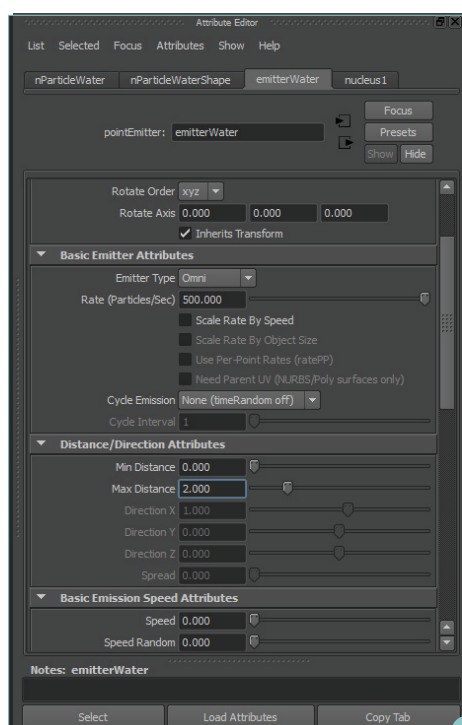 Attribute Editor
List Selected Focus Attributes Show Help
nParticleWater nParticleWaterShape emitterWater nucleus1
Focus
pointEmitter: emitterWater Presets
Show Hide
Rotate Order xyz
Rotate Axis 0.000 0.000 0.000
Inherits Transform
Basic Emitter Attributes
Emitter Type Omni
Rate (Particles/Sec) 500.000
Scale Rate By Speed
Scale Rate By Object Size
Use Per-Point Rates (ratePP)
Need Parent UV (NURBS/Poly surfaces only)
Cycle Emission None (timeRandom off)
Cycle Interval 1
Distance/Direction Attributes
Min Distance 0.000
Max Distance 2.000
Direction X 1.000
Direction Y 0.000
Direction Z 0.000
Spread 0.000
Basic Emission Speed Attributes
Speed 0.000
Speed Random 0.000
Notes: emitterWater
Select Load Attributes Copy Tab